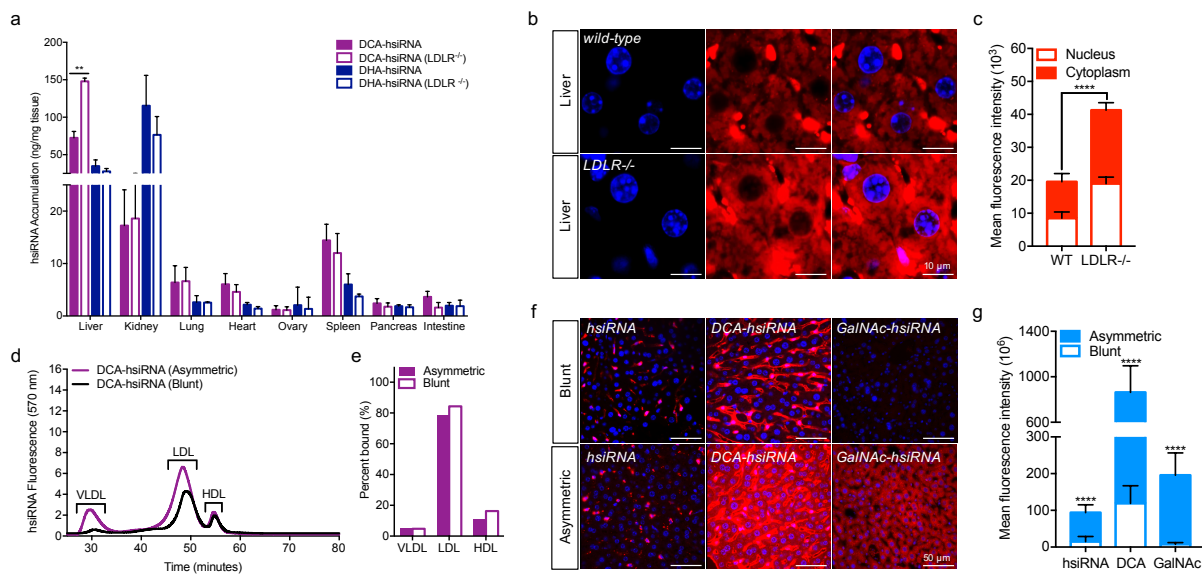 a
hsiRNA Accumulation (ng/mg tissue)
200
150
100
50
20
10
0
**
DCA-hsiRNA
DCA-hsiRNA (LDLR-/-)
DHA-hsiRNA
DHA-hsiRNA (LDLR -/-)
Liver Kidney Lung Heart Ovary Spleen Pancreas Intestine
b
Liver
wild-type
Liver
LDLR-/-
10 µm
c
Mean fluorescence intensity (103)
60
50
40
30
20
10
0
Nucleus
Cytoplasm
****
WT LDLR-/-
d
hsiRNA Fluorescence (570 nm)
16
14
12
10
8
6
4
2
0
DCA-hsiRNA (Asymmetric)
DCA-hsiRNA (Blunt)
VLDL
LDL
HDL
30 40 50 60 70 80
Time (minutes)
e
Percent bound (%)
80
60
40
20
0
Asymmetric
Blunt
VLDL LDL HDL
f
Blunt
hsiRNA DCA-hsiRNA GalNAc-hsiRNA
Asymmetric
hsiRNA DCA-hsiRNA GalNAc-hsiRNA
50 µm
g
Mean fluorescence intensity (106)
1400
1000
600
300
200
100
0
Asymmetric
Blunt
****
****
****
hsiRNA DCA GalNAc